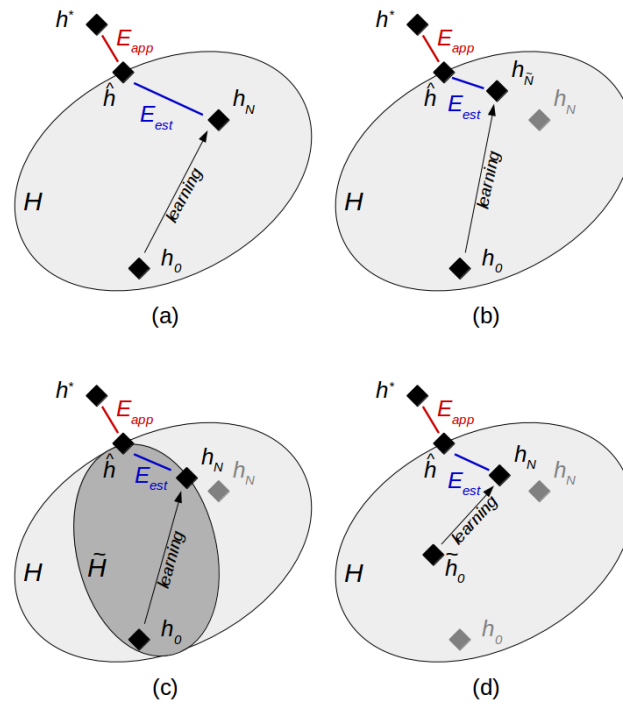 h* h*
E_app E_app
ĥ h_N ĥ h_Ñ
E_est E_est h_N
learning learning
H H
h_0 h_0
(a) (b)
h* h*
E_app E_app
ĥ h_N ĥ h_N
E_est h_N E_est h_N
learning learning
H H̃ H h̃_0
h_0 h_0
(c) (d)